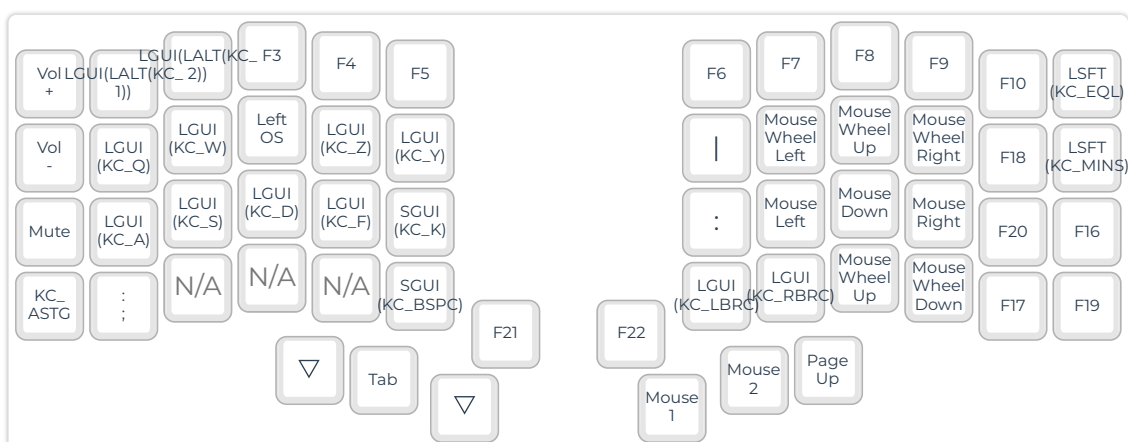 Vol
+
LGUI(LALT(KC_
1))
LGUI(LALT(KC_
2))
F3
F4
F5
F6
F7
F8
F9
F10
LSFT
(KC_EQL)
Vol
-
LGUI
(KC_Q)
LGUI
(KC_W)
Left
OS
LGUI
(KC_Z)
LGUI
(KC_Y)
|
Mouse
Wheel
Left
Mouse
Wheel
Up
Mouse
Wheel
Right
F18
LSFT
(KC_MINS)
Mute
LGUI
(KC_A)
LGUI
(KC_S)
LGUI
(KC_D)
LGUI
(KC_F)
SGUI
(KC_K)
:
Mouse
Left
Mouse
Down
Mouse
Right
F20
F16
KC_
ASTG
:
;
N/A
N/A
N/A
SGUI
(KC_BSPC)
LGUI
(KC_LBRC)
LGUI
(KC_RBRC)
Mouse
Wheel
Up
Mouse
Wheel
Down
F17
F19
F21
F22
▽
Tab
▽
Mouse
1
Mouse
2
Page
Up